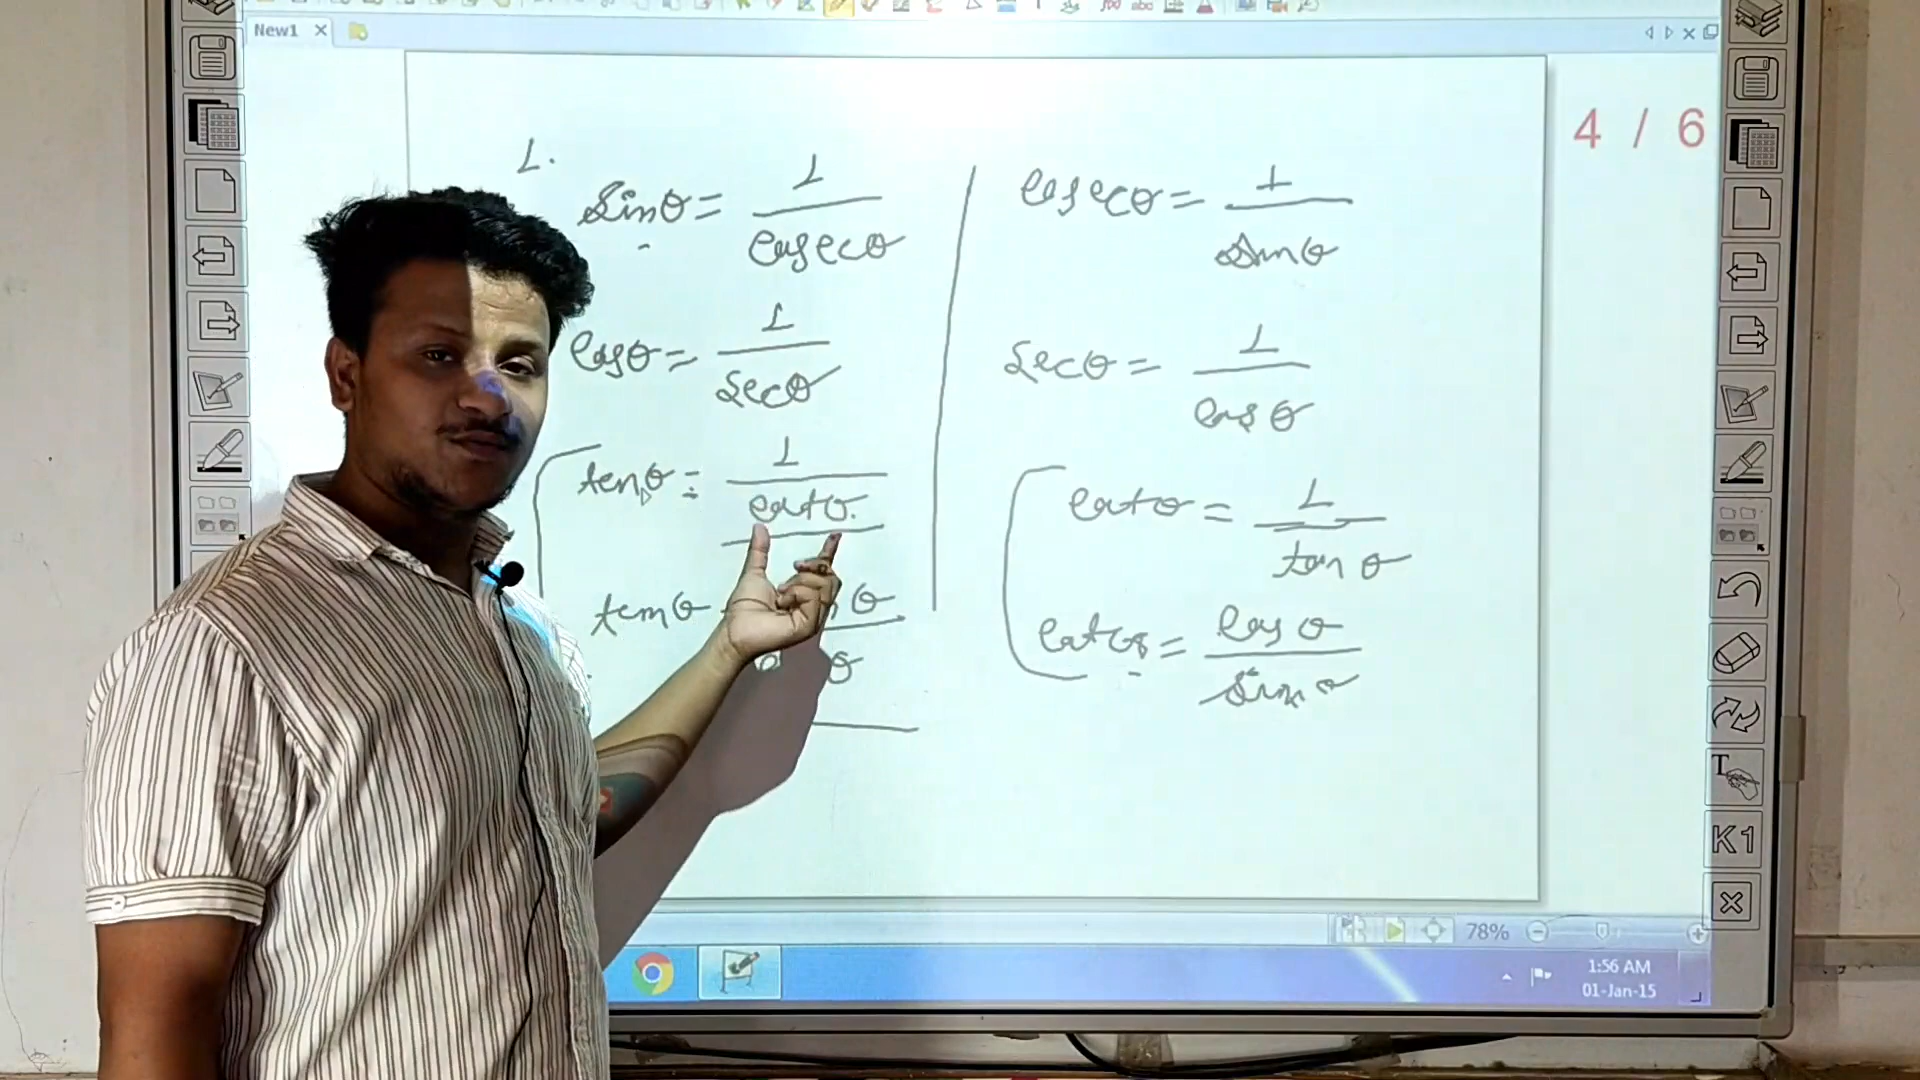 New1
4 / 6
1.
sinθ = 1/cosecθ
cosecθ = 1/sinθ
cosθ = 1/secθ
secθ = 1/cosθ
tanθ = 1/cotθ
cotθ = 1/tanθ
tanθ
θ
θ
cotθ = cosθ/sinθ
T
K1
78%
1:56 AM
01-Jan-15